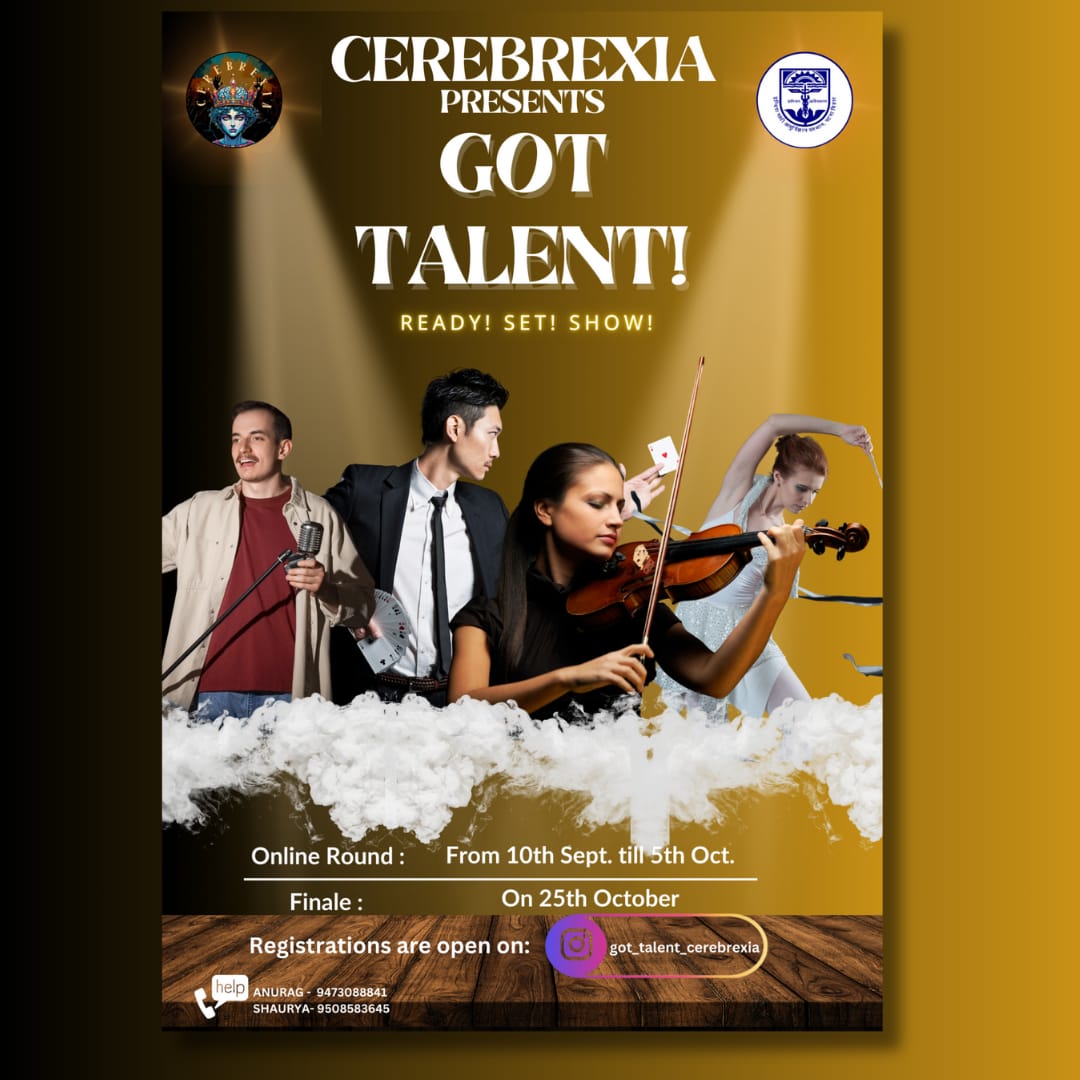 CEREBREXIA
CEREBREXIA
PRESENTS
GOT
TALENT!
READY! SET! SHOW!
Online Round : From 10th Sept. till 5th Oct.
Finale : On 25th October
Registrations are open on: got_talent_cerebrexia
help
ANURAG - 9473088841
SHAURYA- 9508583645